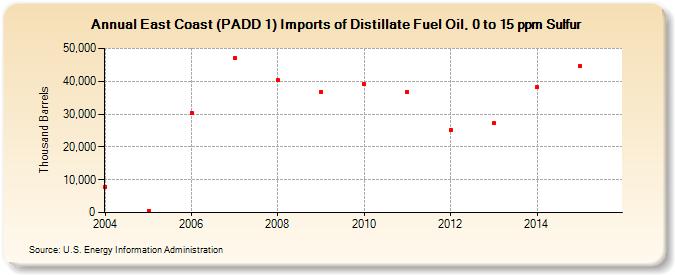 Annual East Coast (PADD 1) Imports of Distillate Fuel Oil, 0 to 15 ppm Sulfur
Thousand Barrels
50,000
40,000
30,000
20,000
10,000
0
2004 2006 2008 2010 2012 2014
Source: U.S. Energy Information Administration